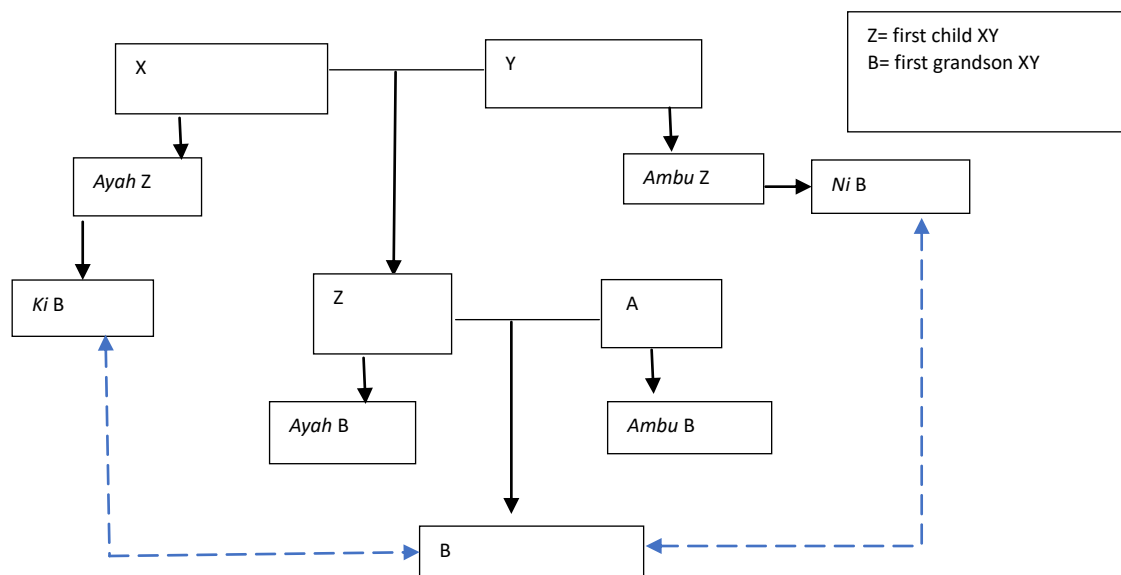 Z= first child XY
B= first grandson XY
X
Y
Ayah Z
Ambu Z
Ni B
Ki B
Z
A
Ayah B
Ambu B
B